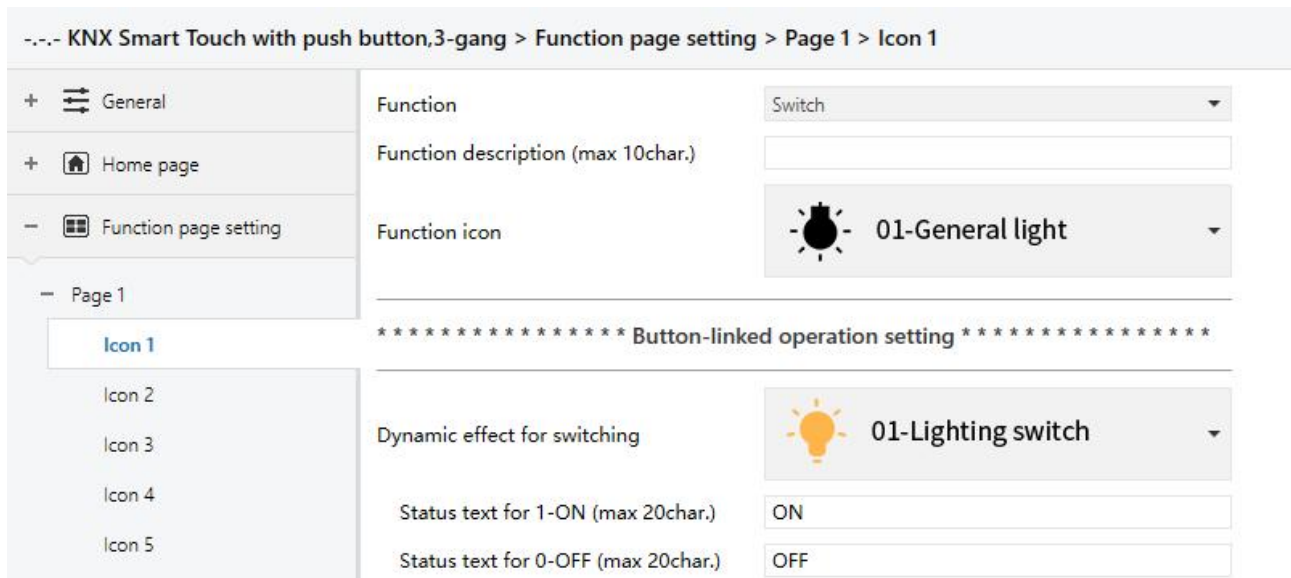 -.-.- KNX Smart Touch with push button,3-gang > Function page setting > Page 1 > Icon 1
+ General
+ Home page
− Function page setting
− Page 1
Icon 1
Icon 2
Icon 3
Icon 4
Icon 5
Function
Switch
Function description (max 10char.)
Function icon
01-General light
* * * * * * * * * * * * * * * * Button-linked operation setting * * * * * * * * * * * * * * * *
Dynamic effect for switching
01-Lighting switch
Status text for 1-ON (max 20char.)
ON
Status text for 0-OFF (max 20char.)
OFF